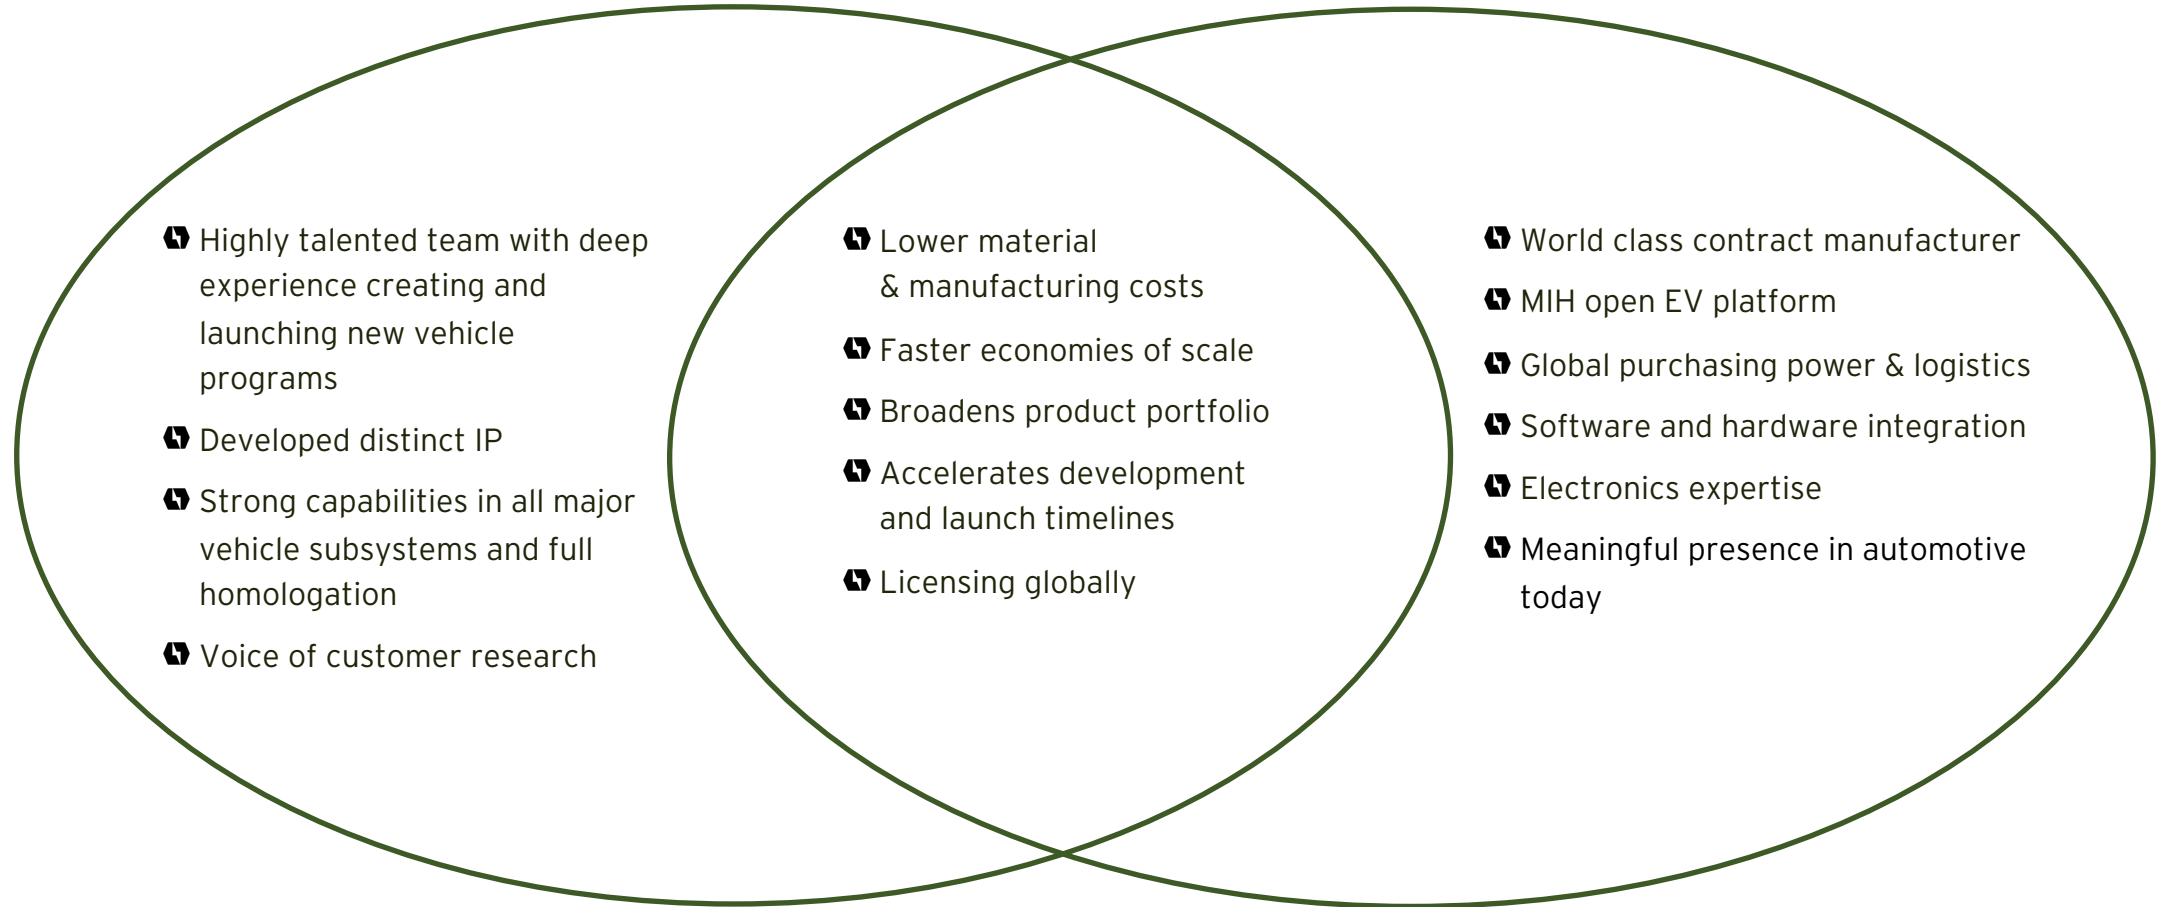 Highly talented team with deep
experience creating and
launching new vehicle
programs
Developed distinct IP
Strong capabilities in all major
vehicle subsystems and full
homologation
Voice of customer research
Lower material
& manufacturing costs
Faster economies of scale
Broadens product portfolio
Accelerates development
and launch timelines
Licensing globally
World class contract manufacturer
MIH open EV platform
Global purchasing power & logistics
Software and hardware integration
Electronics expertise
Meaningful presence in automotive
today